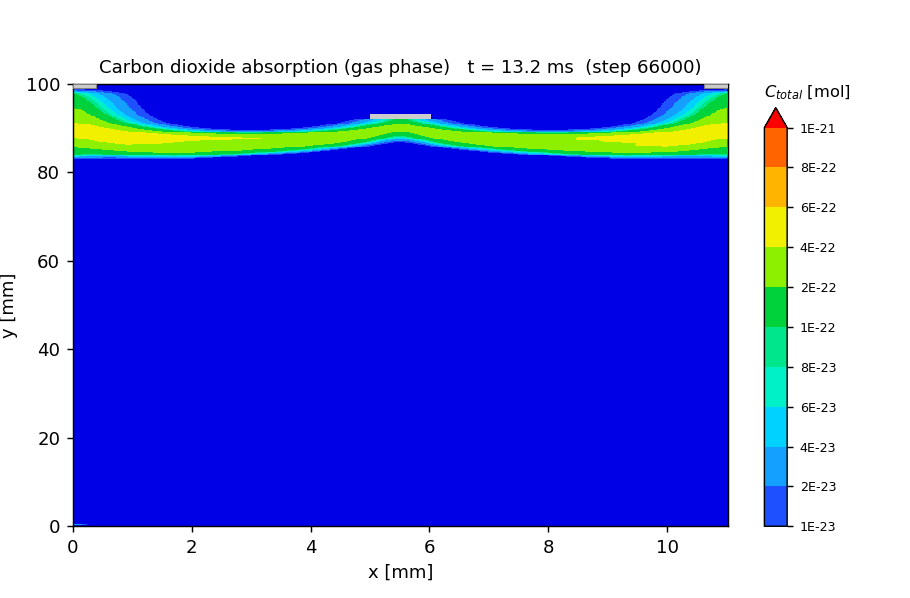 Carbon dioxide absorption (gas phase)   t = 13.2 ms  (step 66000)
C_total [mol]
1E-21
8E-22
6E-22
4E-22
2E-22
1E-22
8E-23
6E-23
4E-23
2E-23
1E-23
y [mm]
100
80
60
40
20
0
0 2 4 6 8 10
x [mm]